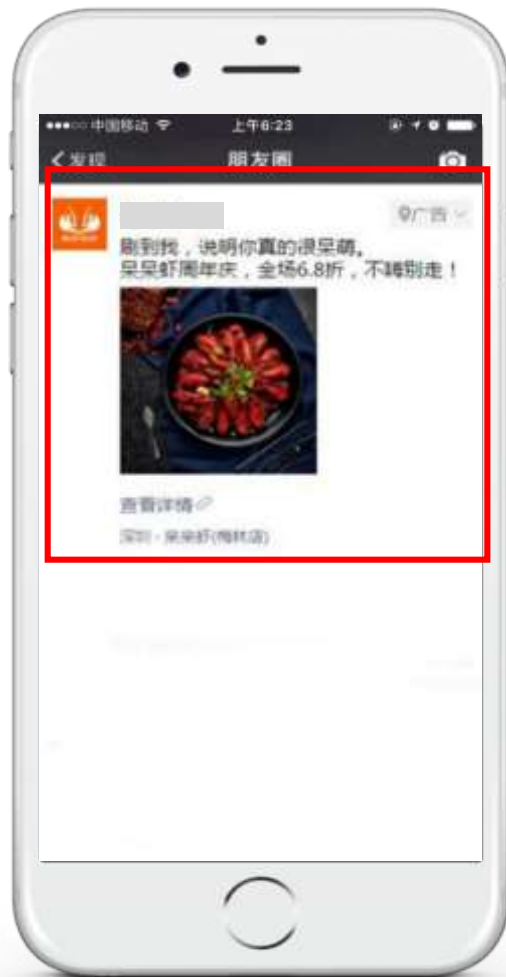 中国移动 上午6:23
发现 朋友圈
广告
刷到我，说明你真的很呆萌。
呆呆虾周年庆，全场6.8折，不嗨别走！
查看详情
深圳·呆呆虾(梅林店)